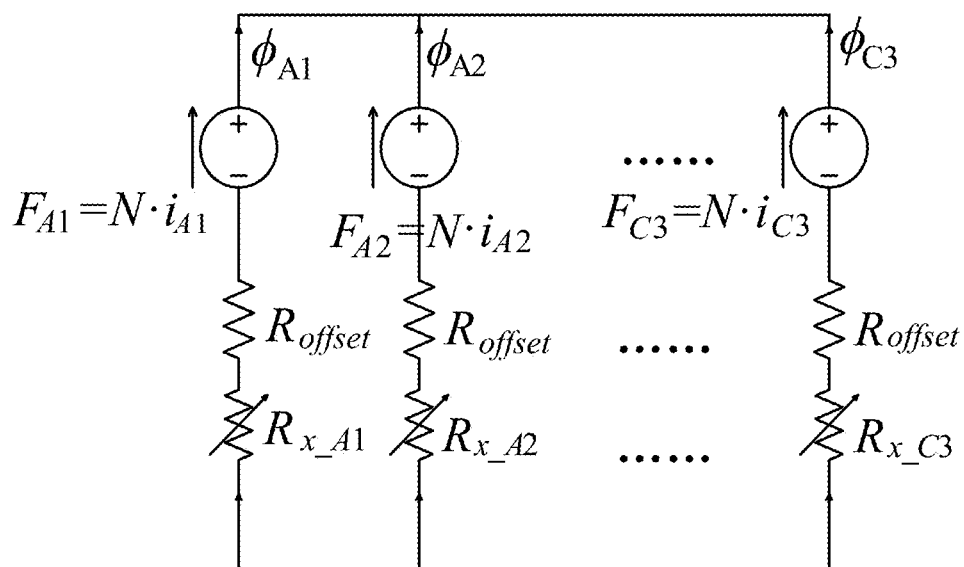 ϕA1 ϕA2 ϕC3
+ + +
− − −
......
FA1=N·iA1 FA2=N·iA2 FC3=N·iC3
Roffset Roffset ...... Roffset
Rx_A1 Rx_A2 ...... Rx_C3